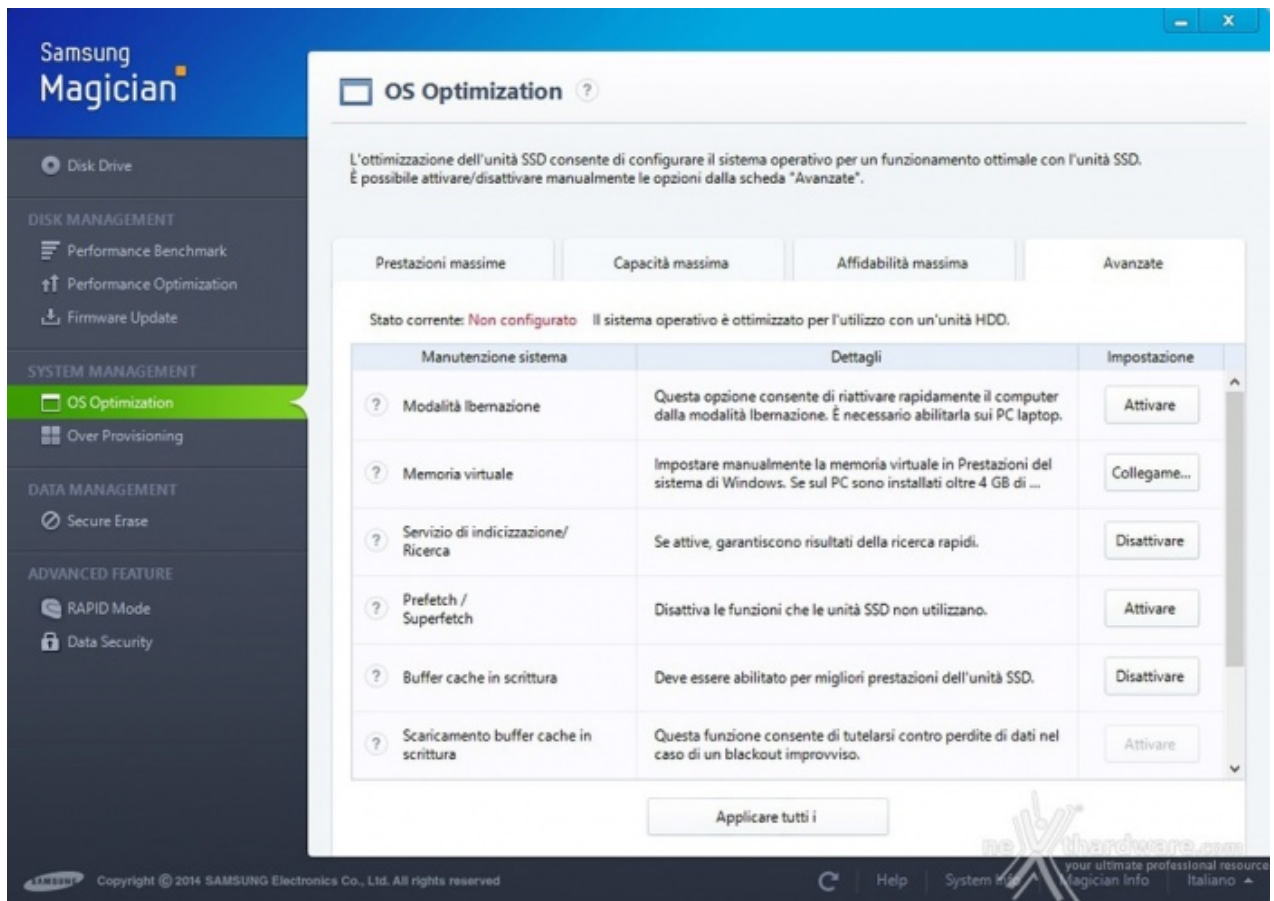 Samsung
Magician
OS Optimization ?
Disk Drive
DISK MANAGEMENT
Performance Benchmark
Performance Optimization
Firmware Update
SYSTEM MANAGEMENT
OS Optimization
Over Provisioning
DATA MANAGEMENT
Secure Erase
ADVANCED FEATURE
RAPID Mode
Data Security
L'ottimizzazione dell'unità SSD consente di configurare il sistema operativo per un funzionamento ottimale con l'unità SSD.
È possibile attivare/disattivare manualmente le opzioni dalla scheda "Avanzate".
Prestazioni massime Capacità massima Affidabilità massima Avanzate
Stato corrente: Non configurato Il sistema operativo è ottimizzato per l'utilizzo con un'unità HDD.
Manutenzione sistema Dettagli Impostazione
? Modalità Ibernazione
Questa opzione consente di riattivare rapidamente il computer
dalla modalità Ibernazione. È necessario abilitarla sui PC laptop.
Attivare
? Memoria virtuale
Impostare manualmente la memoria virtuale in Prestazioni del
sistema di Windows. Se sul PC sono installati oltre 4 GB di ...
Collegame...
? Servizio di indicizzazione/
Ricerca
Se attive, garantiscono risultati della ricerca rapidi.
Disattivare
? Prefetch /
Superfetch
Disattiva le funzioni che le unità SSD non utilizzano.
Attivare
? Buffer cache in scrittura
Deve essere abilitato per migliori prestazioni dell'unità SSD.
Disattivare
? Scaricamento buffer cache in
scrittura
Questa funzione consente di tutelarsi contro perdite di dati nel
caso di un blackout improvviso.
Attivare
Applicare tutti i
nexthardware.com
your ultimate professional resource
SAMSUNG Copyright © 2014 SAMSUNG Electronics Co., Ltd. All rights reserved
Help System Info Magician Info Italiano